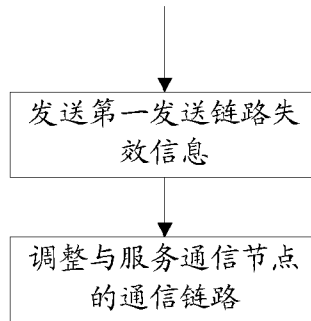 发送第一发送链路失
效信息
调整与服务通信节点
的通信链路